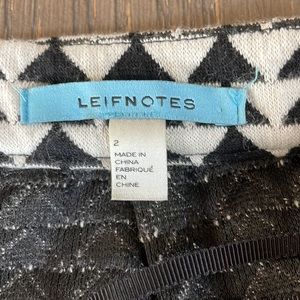 LEIFNOTES
2
MADE IN
CHINA
FABRIQUÉ
EN
CHINE